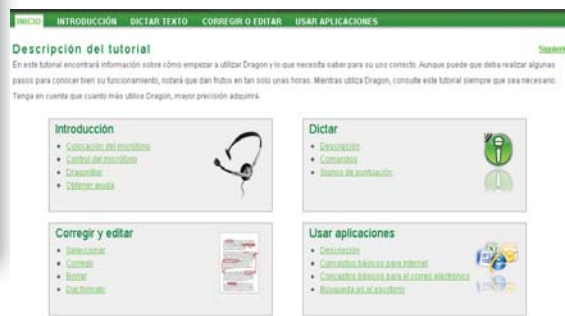 INICIO INTRODUCCIÓN DICTAR TEXTO CORREGIR O EDITAR USAR APLICACIONES
Descripción del tutorial
Siguiente
En este tutorial encontrará información sobre cómo empezar a utilizar Dragon y lo que necesita saber para su uso correcto. Aunque puede que deba realizar algunas
pasos para conocer bien su funcionamiento, notará que dan frutos en tan solo unas horas. Mientras utiliza Dragon, consulte este tutorial siempre que sea necesario.
Tenga en cuenta que cuanto más utilice Dragon, mayor precisión adquirirá.
Introducción
Colocación del micrófono
Control del micrófono
DragonBar
Obtener ayuda
Dictar
Descripción
Comandos
Signos de puntuación
Corregir y editar
Seleccionar
Corregir
Borrar
Dar formato
Usar aplicaciones
Descripción
Conceptos básicos para Internet
Conceptos básicos para el correo electrónico
Búsqueda en el escritorio